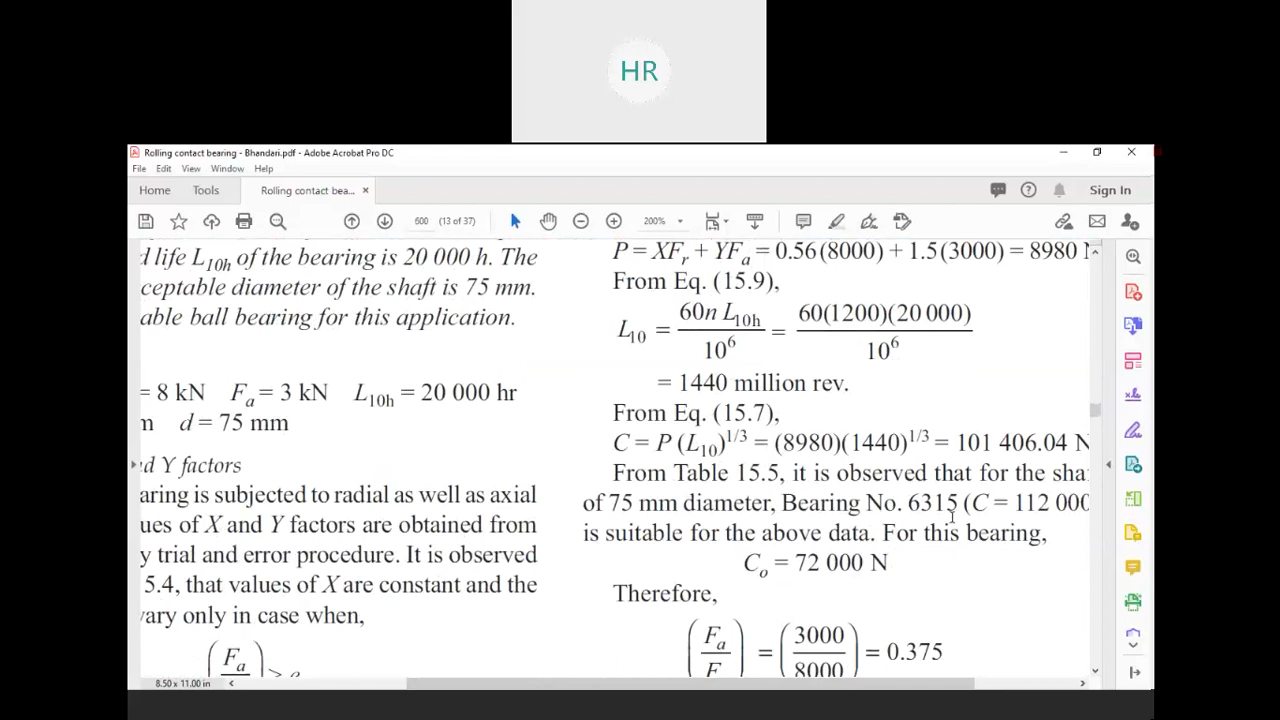 HR
Rolling contact bearing - Bhandari.pdf - Adobe Acrobat Pro DC
File Edit View Window Help
Home Tools Rolling contact bea... × Sign In
600 (13 of 37) 200%
d life L10h of the bearing is 20 000 h. The
ceptable diameter of the shaft is 75 mm.
able ball bearing for this application.
= 8 kN Fa = 3 kN L10h = 20 000 hr
m d = 75 mm
d Y factors
aring is subjected to radial as well as axial
ues of X and Y factors are obtained from
y trial and error procedure. It is observed
5.4, that values of X are constant and the
vary only in case when,
(Fa
P = XFr + YFa = 0.56(8000) + 1.5(3000) = 8980 N
From Eq. (15.9),
L10 = 60n L10h / 10^6 = 60(1200)(20 000) / 10^6
= 1440 million rev.
From Eq. (15.7),
C = P (L10)^1/3 = (8980)(1440)^1/3 = 101 406.04 N
From Table 15.5, it is observed that for the sha
of 75 mm diameter, Bearing No. 6315 (C = 112 000
is suitable for the above data. For this bearing,
Co = 72 000 N
Therefore,
(Fa / F) = (3000 / 8000) = 0.375
8.50 x 11.00 in